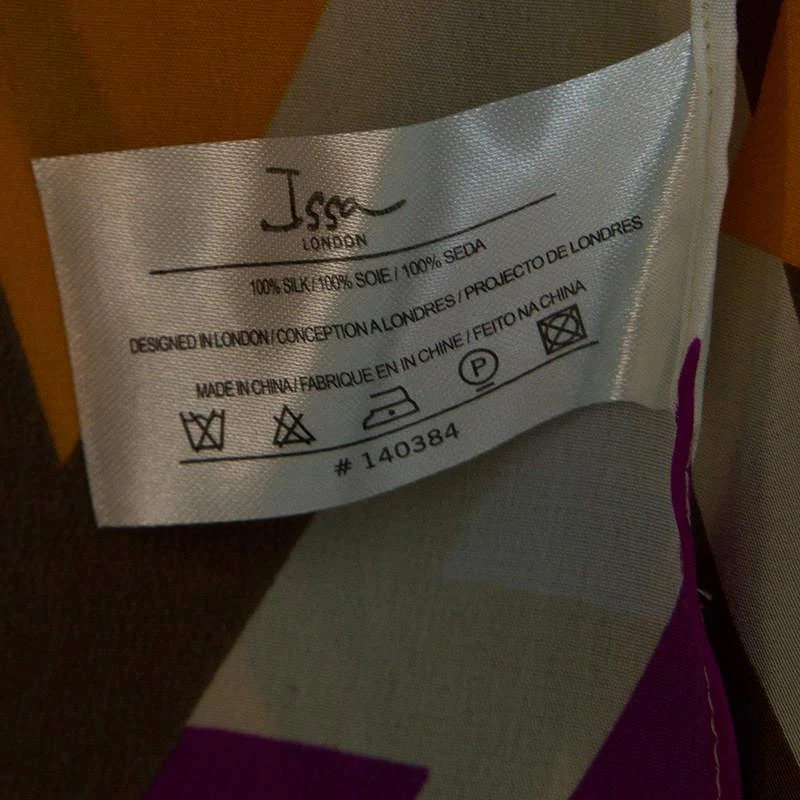 Issa
LONDON
100% SILK / 100% SOIE / 100% SEDA
DESIGNED IN LONDON / CONCEPTION A LONDRES / PROJECTO DE LONDRES
MADE IN CHINA / FABRIQUE EN IN CHINE / FEITO NA CHINA
P
# 140384